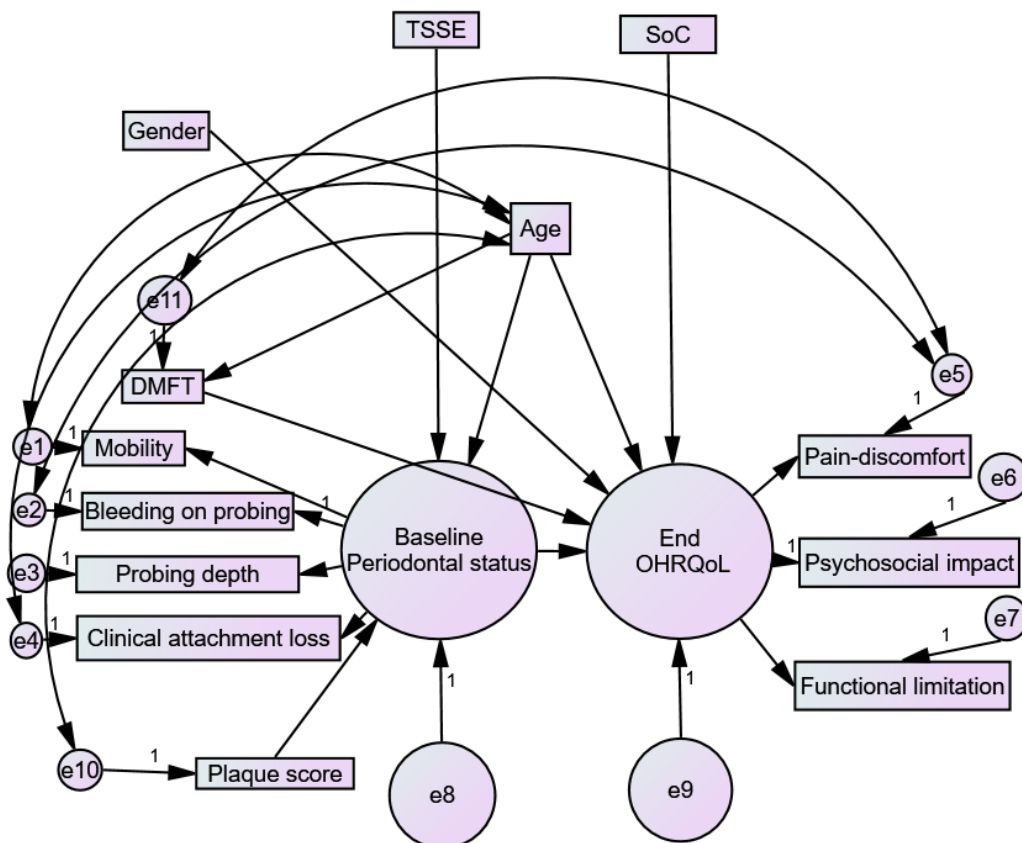 TSSE
SoC
Gender
Age
e11
1
DMFT
e5
1
e1
1
Mobility
Pain-discomfort
e6
1
e2
1
Bleeding on probing
1
Baseline
Periodontal status
End
OHRQoL
1
Psychosocial impact
e3
1
Probing depth
e7
1
e4
1
Clinical attachment loss
Functional limitation
1
1
e10
1
Plaque score
e8
e9